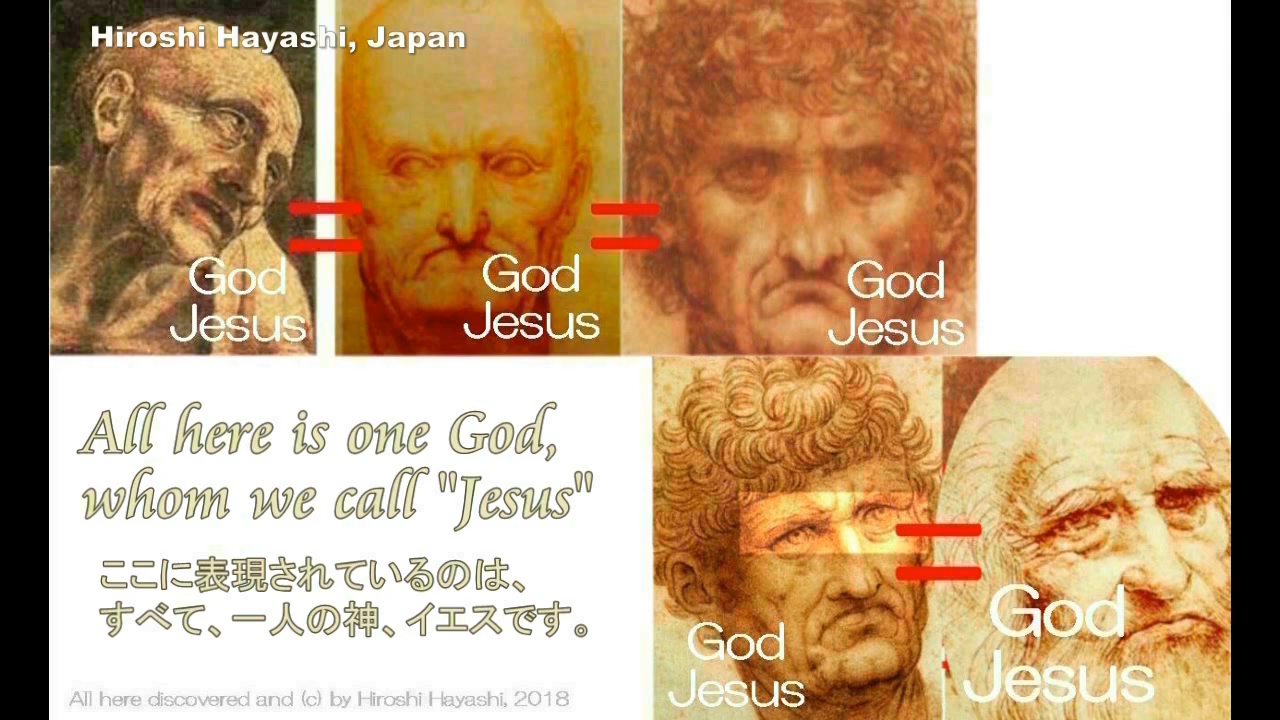 Hiroshi Hayashi, Japan
God
Jesus
God
Jesus
God
Jesus
All here is one God,
whom we call "Jesus"
ここに表現されているのは、
すべて、一人の神、イエスです。
God
Jesus
God
Jesus
All here discovered and (c) by Hiroshi Hayashi, 2018